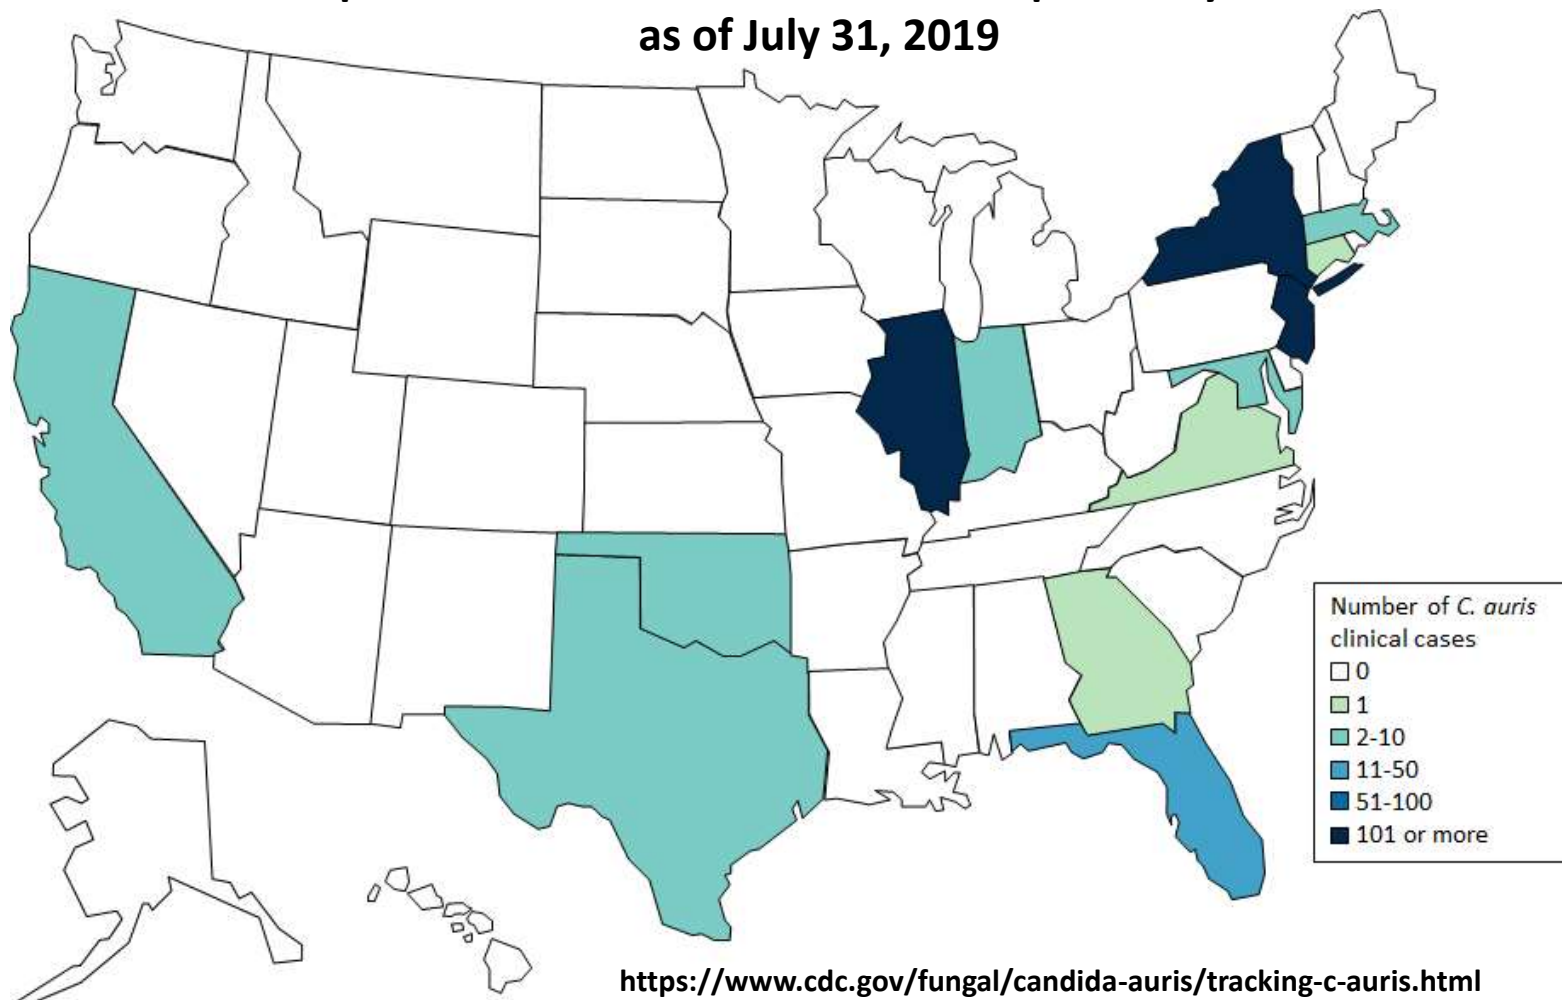 as of July 31, 2019
Number of C. auris
clinical cases
0
1
2-10
11-50
51-100
101 or more
https://www.cdc.gov/fungal/candida-auris/tracking-c-auris.html